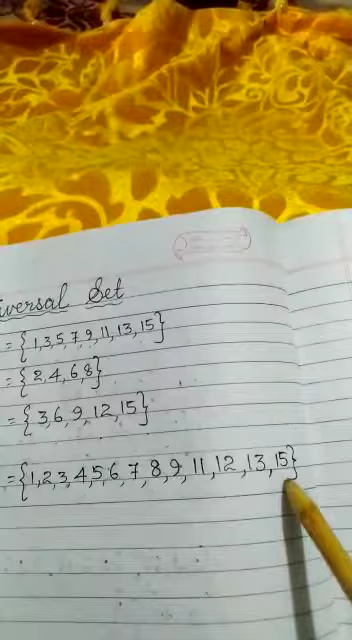 iversal Set
= {1,3,5,7,9,11,13,15}
= {2,4,6,8}
= {3,6,9,12,15}
= {1,2,3,4,5,6,7,8,9,11,12,13,15}